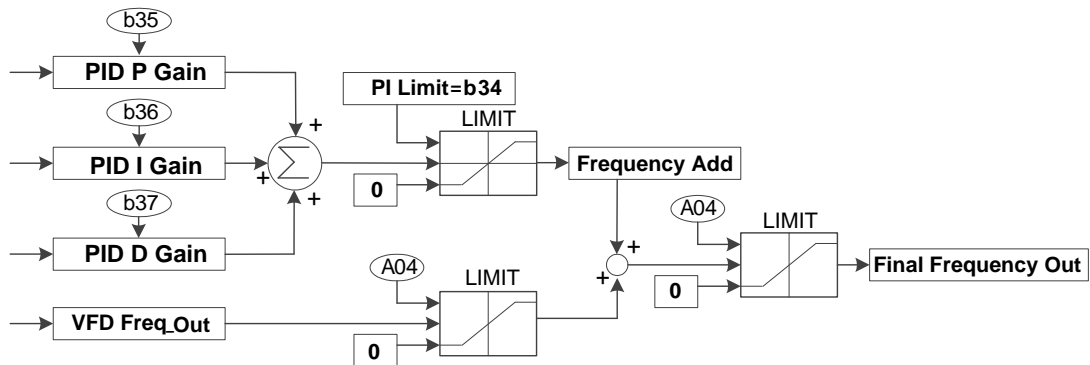 b35
PID P Gain
b36
PID I Gain
b37
PID D Gain
VFD Freq_Out
+
+
+
Σ
PI Limit=b34
LIMIT
0
Frequency Add
A04
LIMIT
0
+
+
A04
LIMIT
0
Final Frequency Out